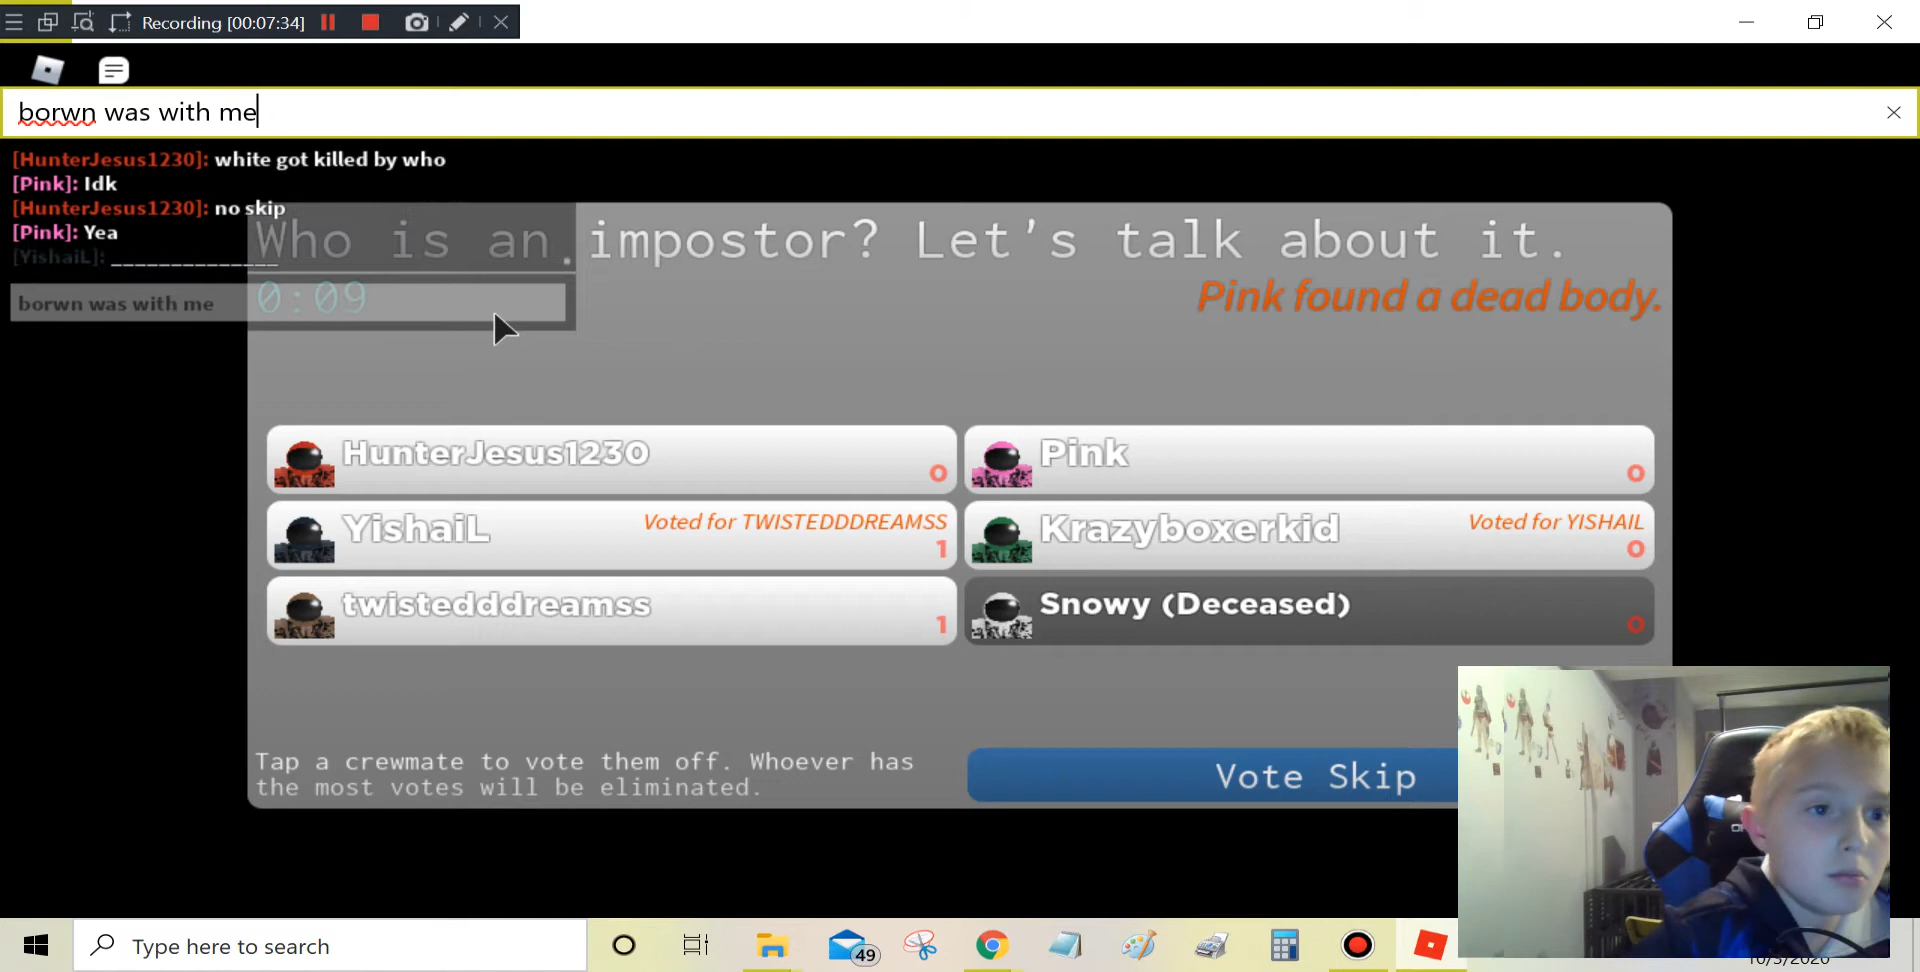 Recording [00:07:34]
borwn was with me
[HunterJesus1230]: white got killed by who
[Pink]: Idk
[HunterJesus1230]: no skip
[Pink]: Yea
[YishaiL]: ______________
borwn was with me
Who is an impostor? Let's talk about it.
0:09
Pink found a dead body.
HunterJesus1230
0
Pink
0
YishaiL
Voted for TWISTEDDDREAMSS
1
Krazyboxerkid
Voted for YISHAIL
0
twistedddreamss
1
Snowy (Deceased)
0
Tap a crewmate to vote them off. Whoever has
the most votes will be eliminated.
Vote Skip
Type here to search
49
10/3/2020